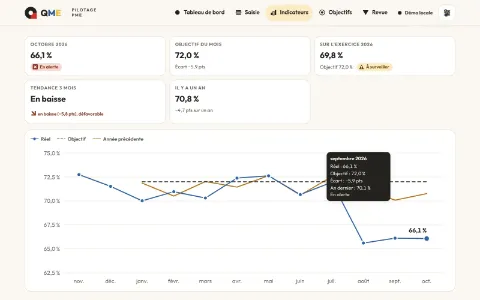 QME PILOTAGE PME
Tableau de bord
Saisie
Indicateurs
Objectifs
Revue
Démo locale
OCTOBRE 2026
66,1 %
En alerte
OBJECTIF DU MOIS
72,0 %
Écart -5,9 pts
SUR L'EXERCICE 2026
69,8 %
Objectif 72,0 %
À surveiller
TENDANCE 3 MOIS
En baisse
en baisse (-5,8 pts), défavorable
IL Y A UN AN
70,8 %
-4,7 pts sur un an
Réel
Objectif
Année précédente
75,0 %
72,5 %
70,0 %
67,5 %
65,0 %
62,5 %
septembre 2026
Réel : 66,1 %
Objectif : 72,0 %
Écart : -5,9 pts
An dernier : 70,1 %
En alerte
66,1 %
nov. déc. janv. févr. mars avr. mai juin juil. août sept. oct.